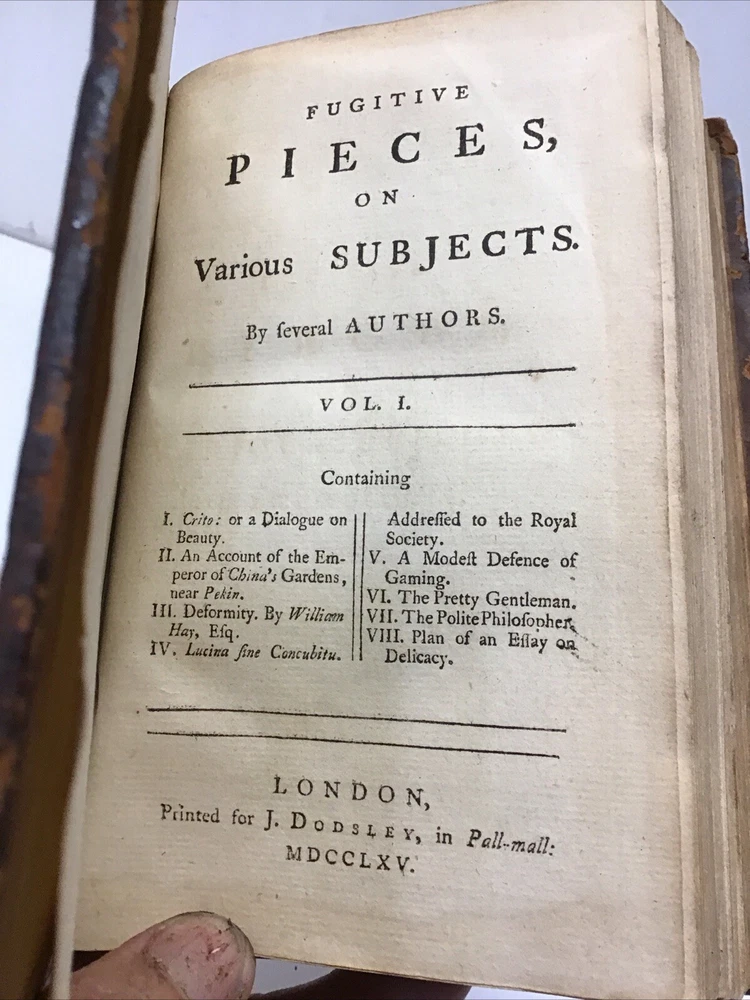 FUGITIVE
PIECES,
ON
Various SUBJECTS.
By ſeveral AUTHORS.
VOL. I.
Containing
I. Crito: or a Dialogue on
Beauty.
II. An Account of the Em-
peror of China's Gardens,
near Pekin.
III. Deformity. By William
Hay, Eſq.
IV. Lucina ſine Concubitu.
Addreſſed to the Royal
Society.
V. A Modeſt Defence of
Gaming.
VI. The Pretty Gentleman.
VII. The Polite Philoſopher.
VIII. Plan of an Eſſay on
Delicacy.
LONDON,
Printed for J. DODSLEY, in Pall-mall:
MDCCLXV.